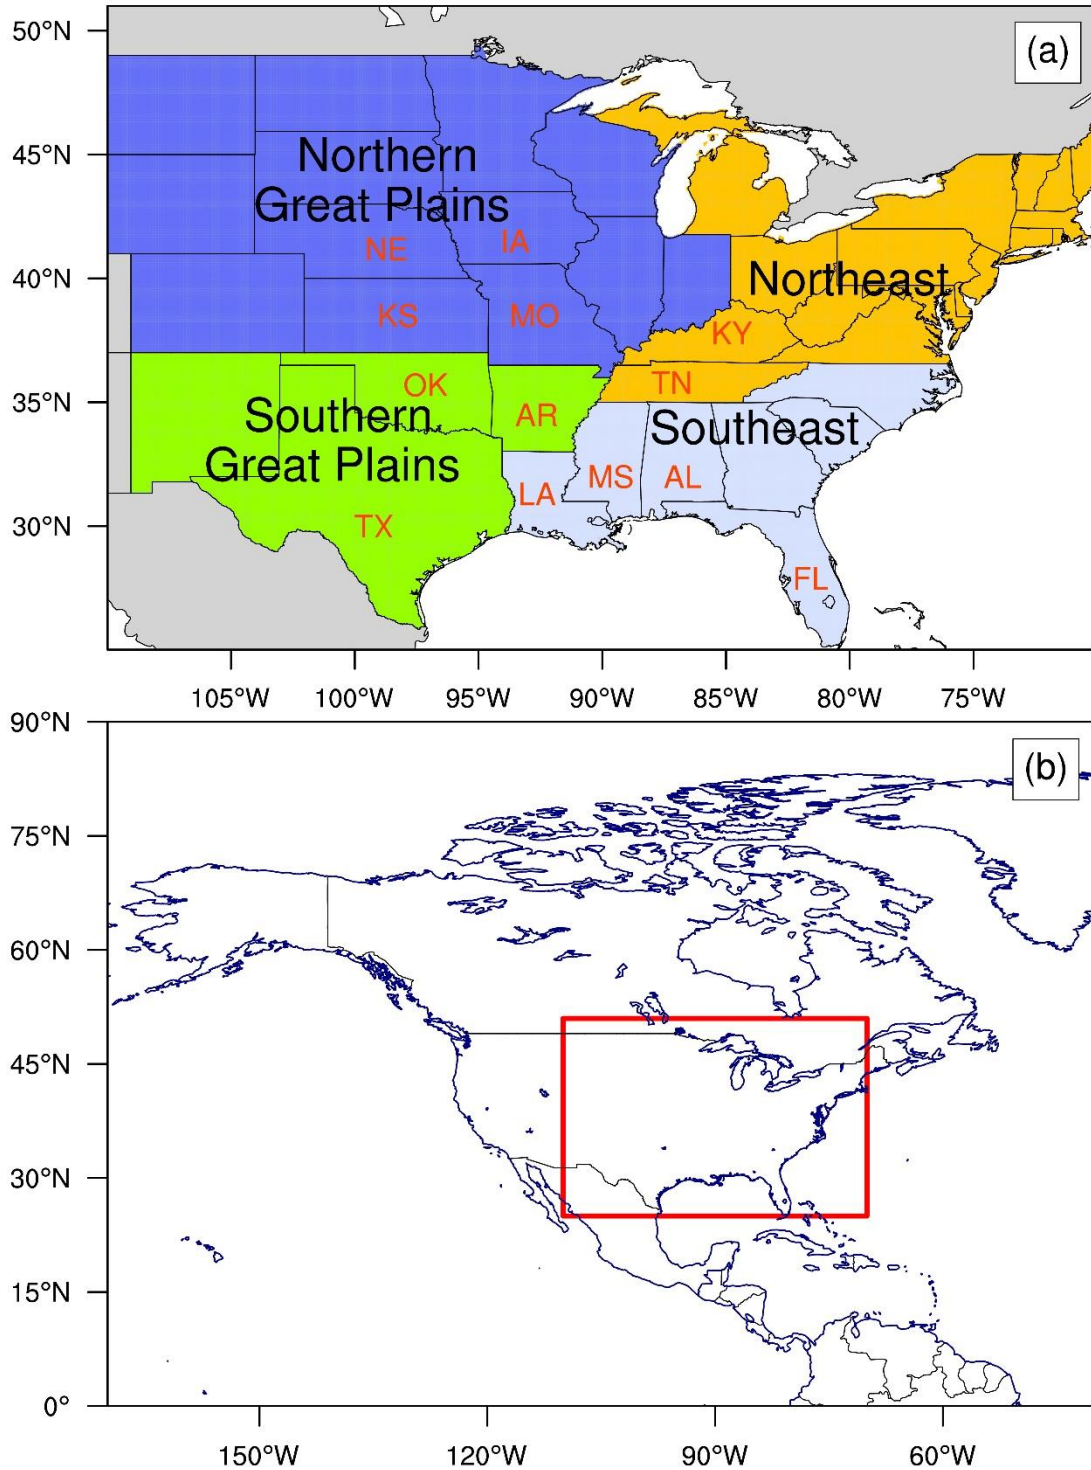 50°N
(a)
45°N
40°N
35°N
30°N
Northern
Great Plains
NE
IA
KS
MO
Northeast
KY
TN
OK
AR
Southern
Great Plains
Southeast
LA
MS
AL
TX
FL
105°W 100°W 95°W 90°W 85°W 80°W 75°W
90°N
(b)
75°N
60°N
45°N
30°N
15°N
0°
150°W 120°W 90°W 60°W